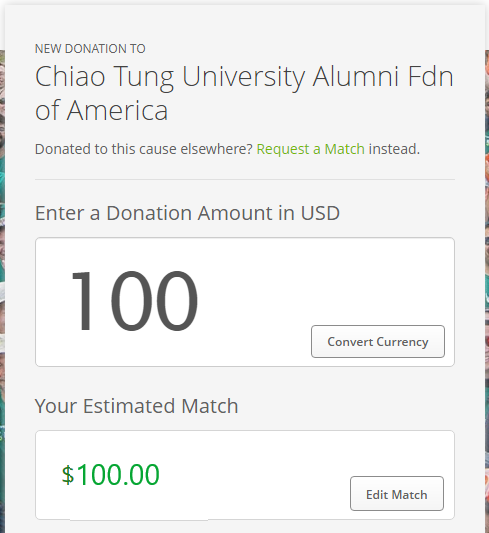 NEW DONATION TO
Chiao Tung University Alumni Fdn
of America
Donated to this cause elsewhere? Request a Match instead.
Enter a Donation Amount in USD
100
Convert Currency
Your Estimated Match
$100.00
Edit Match